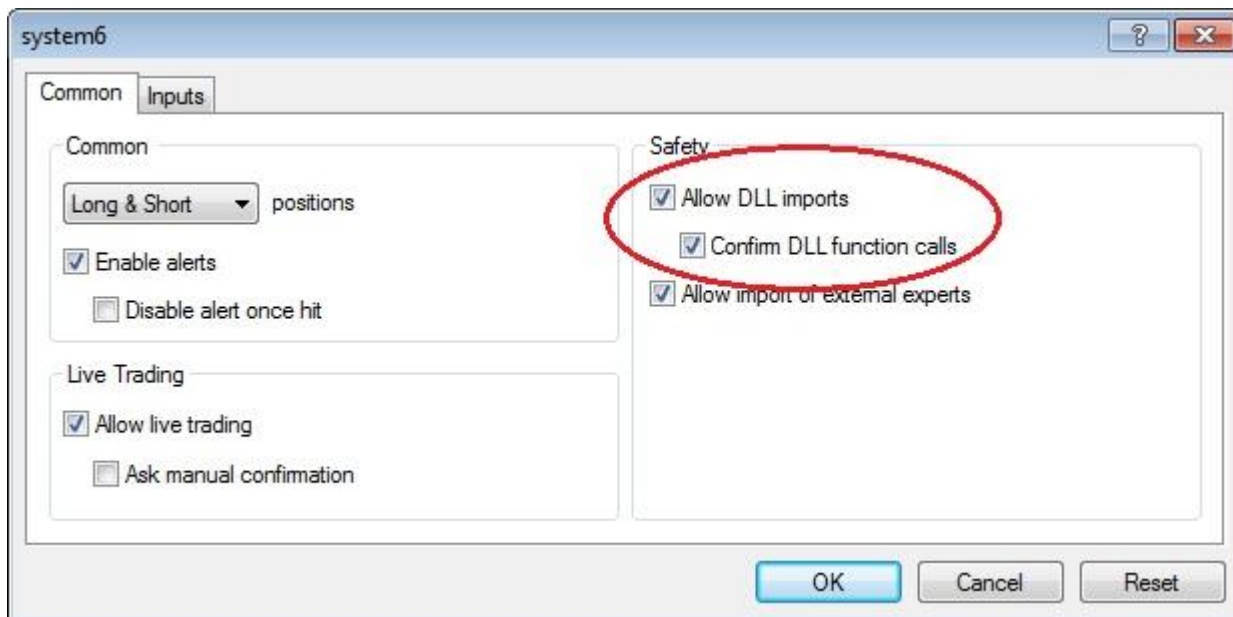 system6
Common Inputs
Common
Long & Short positions
Enable alerts
Disable alert once hit
Live Trading
Allow live trading
Ask manual confirmation
Safety
Allow DLL imports
Confirm DLL function calls
Allow import of external experts
OK Cancel Reset